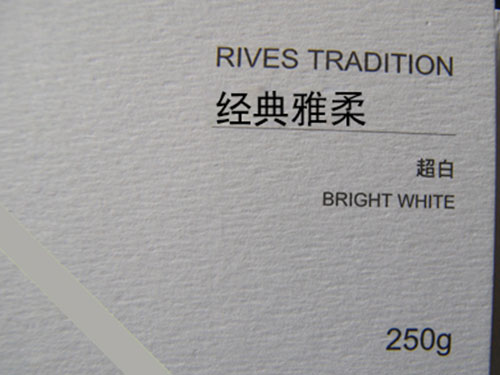 RIVES TRADITION
经典雅柔
超白
BRIGHT WHITE
250g